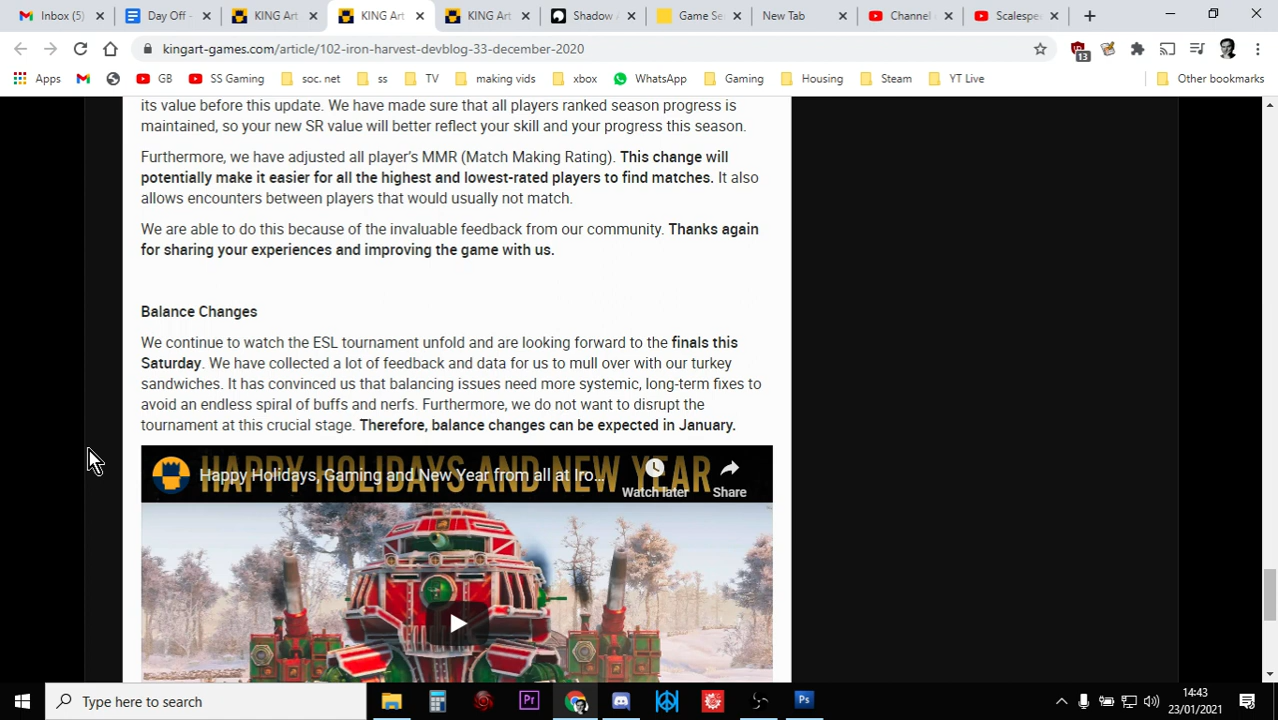 Inbox (5)
Day Off -
KING Art
KING Art
KING Art
Shadow
Game Se
New Tab
Channel
Scalespe
kingart-games.com/article/102-iron-harvest-devblog-33-december-2020
13
Apps
GB
SS Gaming
soc. net
ss
TV
making vids
xbox
WhatsApp
Gaming
Housing
Steam
YT Live
Other bookmarks
its value before this update. We have made sure that all players ranked season progress is
maintained, so your new SR value will better reflect your skill and your progress this season.
Furthermore, we have adjusted all player's MMR (Match Making Rating). This change will
potentially make it easier for all the highest and lowest-rated players to find matches. It also
allows encounters between players that would usually not match.
We are able to do this because of the invaluable feedback from our community. Thanks again
for sharing your experiences and improving the game with us.
Balance Changes
We continue to watch the ESL tournament unfold and are looking forward to the finals this
Saturday. We have collected a lot of feedback and data for us to mull over with our turkey
sandwiches. It has convinced us that balancing issues need more systemic, long-term fixes to
avoid an endless spiral of buffs and nerfs. Furthermore, we do not want to disrupt the
tournament at this crucial stage. Therefore, balance changes can be expected in January.
HAPPY HOLIDAYS AND NEW YEAR
Happy Holidays, Gaming and New Year from all at Iro...
Watch later
Share
Type here to search
Pr
Ps
14:43
23/01/2021